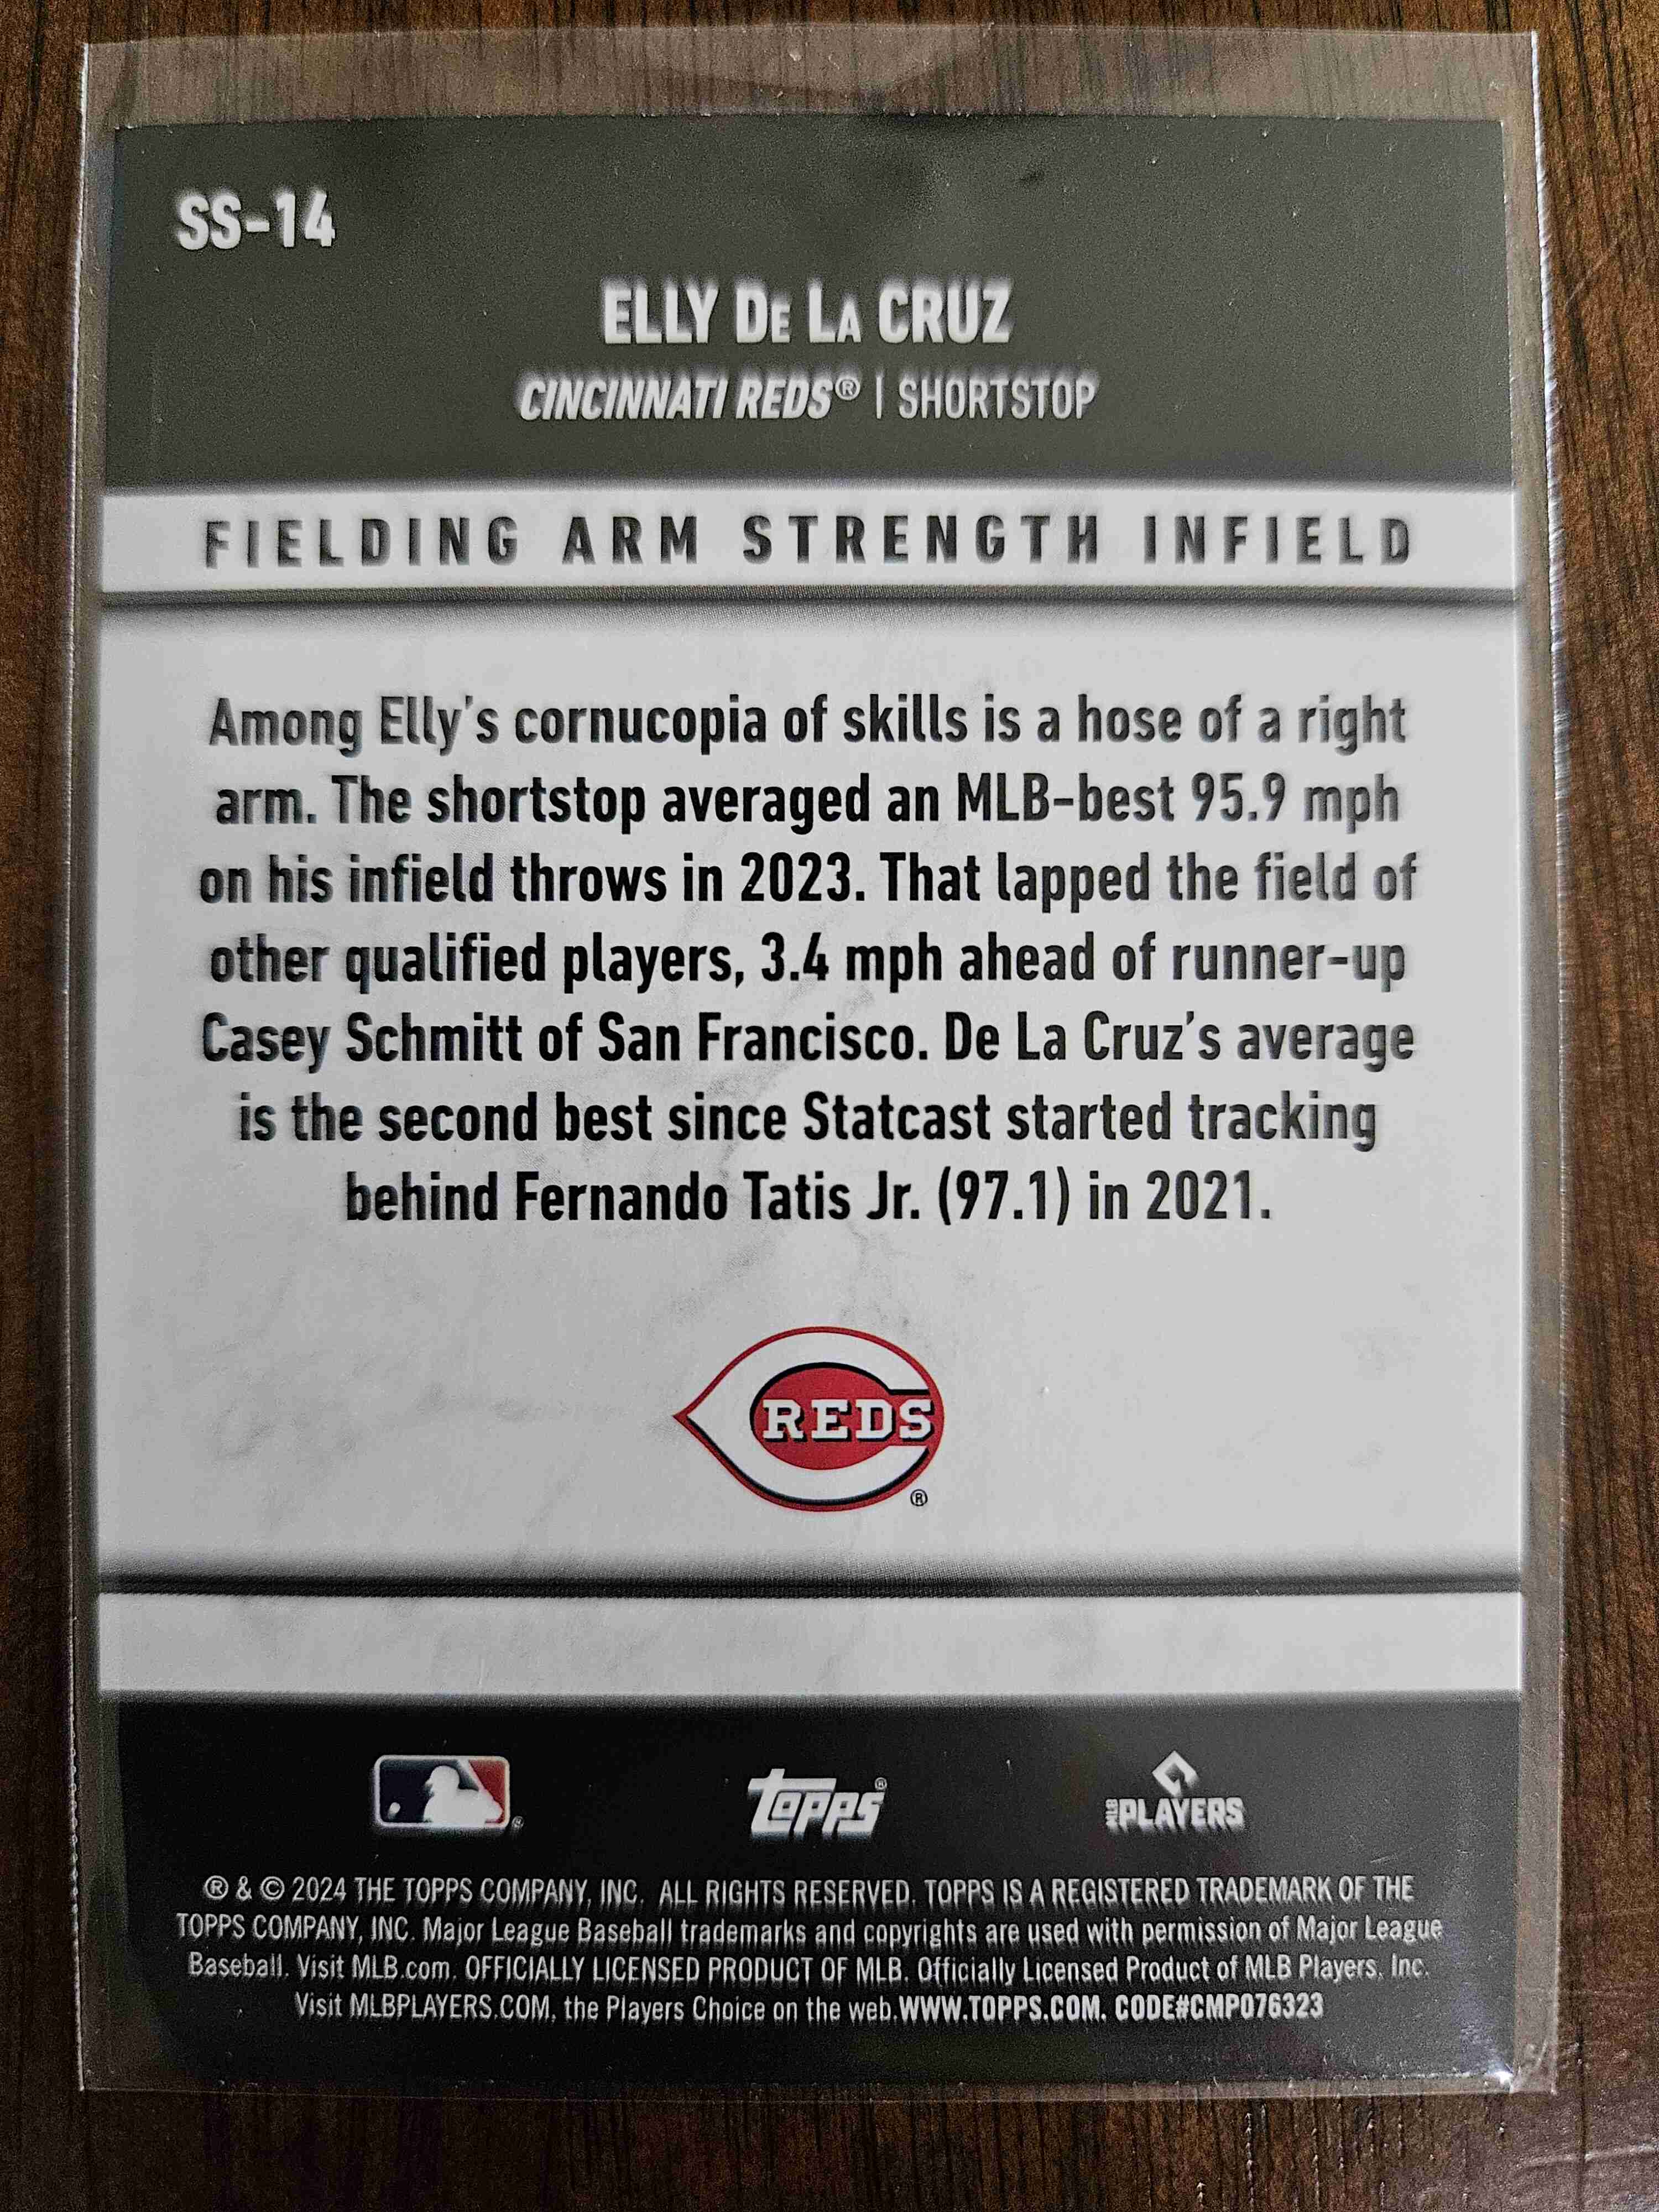 SS-14
ELLY DE LA CRUZ
CINCINNATI REDS® | SHORTSTOP
FIELDING ARM STRENGTH INFIELD
Among Elly's cornucopia of skills is a hose of a right
arm. The shortstop averaged an MLB-best 95.9 mph
on his infield throws in 2023. That lapped the field of
other qualified players, 3.4 mph ahead of runner-up
Casey Schmitt of San Francisco. De La Cruz's average
is the second best since Statcast started tracking
behind Fernando Tatis Jr. (97.1) in 2021.
REDS
®
topps®
MLB PLAYERS
® & © 2024 THE TOPPS COMPANY, INC. ALL RIGHTS RESERVED. TOPPS IS A REGISTERED TRADEMARK OF THE
TOPPS COMPANY, INC. Major League Baseball trademarks and copyrights are used with permission of Major League
Baseball. Visit MLB.com. OFFICIALLY LICENSED PRODUCT OF MLB. Officially Licensed Product of MLB Players, Inc.
Visit MLBPLAYERS.COM, the Players Choice on the web.WWW.TOPPS.COM. CODE#CMP076323